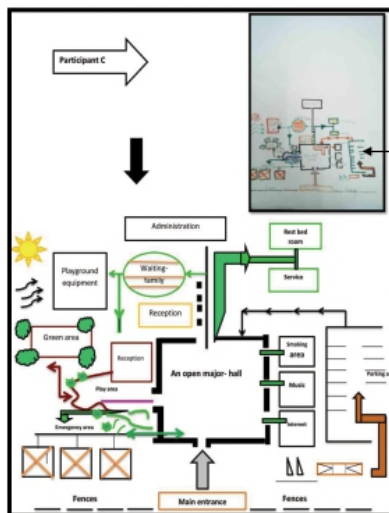 Participant C
Administration
Rest bed
room
Playground
equipment
Waiting-
family
Service
Reception
Green area
Reception
An open major- hall
Smoking
area
Play area
Music
Parking a
Emergency area
Internet
Fences
Main entrance
Fences